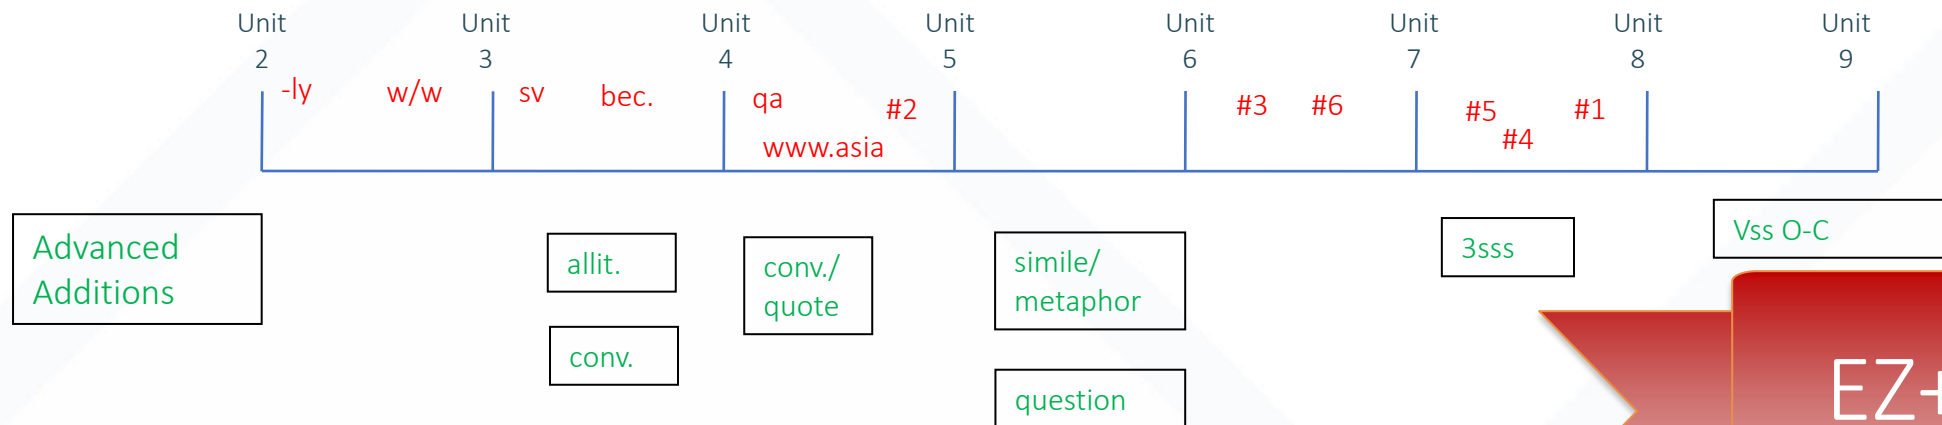 Unit 2
Unit 3
Unit 4
Unit 5
Unit 6
Unit 7
Unit 8
Unit 9
-ly
w/w
sv
bec.
qa
#2
www.asia
#3
#6
#5
#4
#1
Advanced
Additions
allit.
conv.
conv./
quote
simile/
metaphor
question
3sss
Vss O-C
EZ+